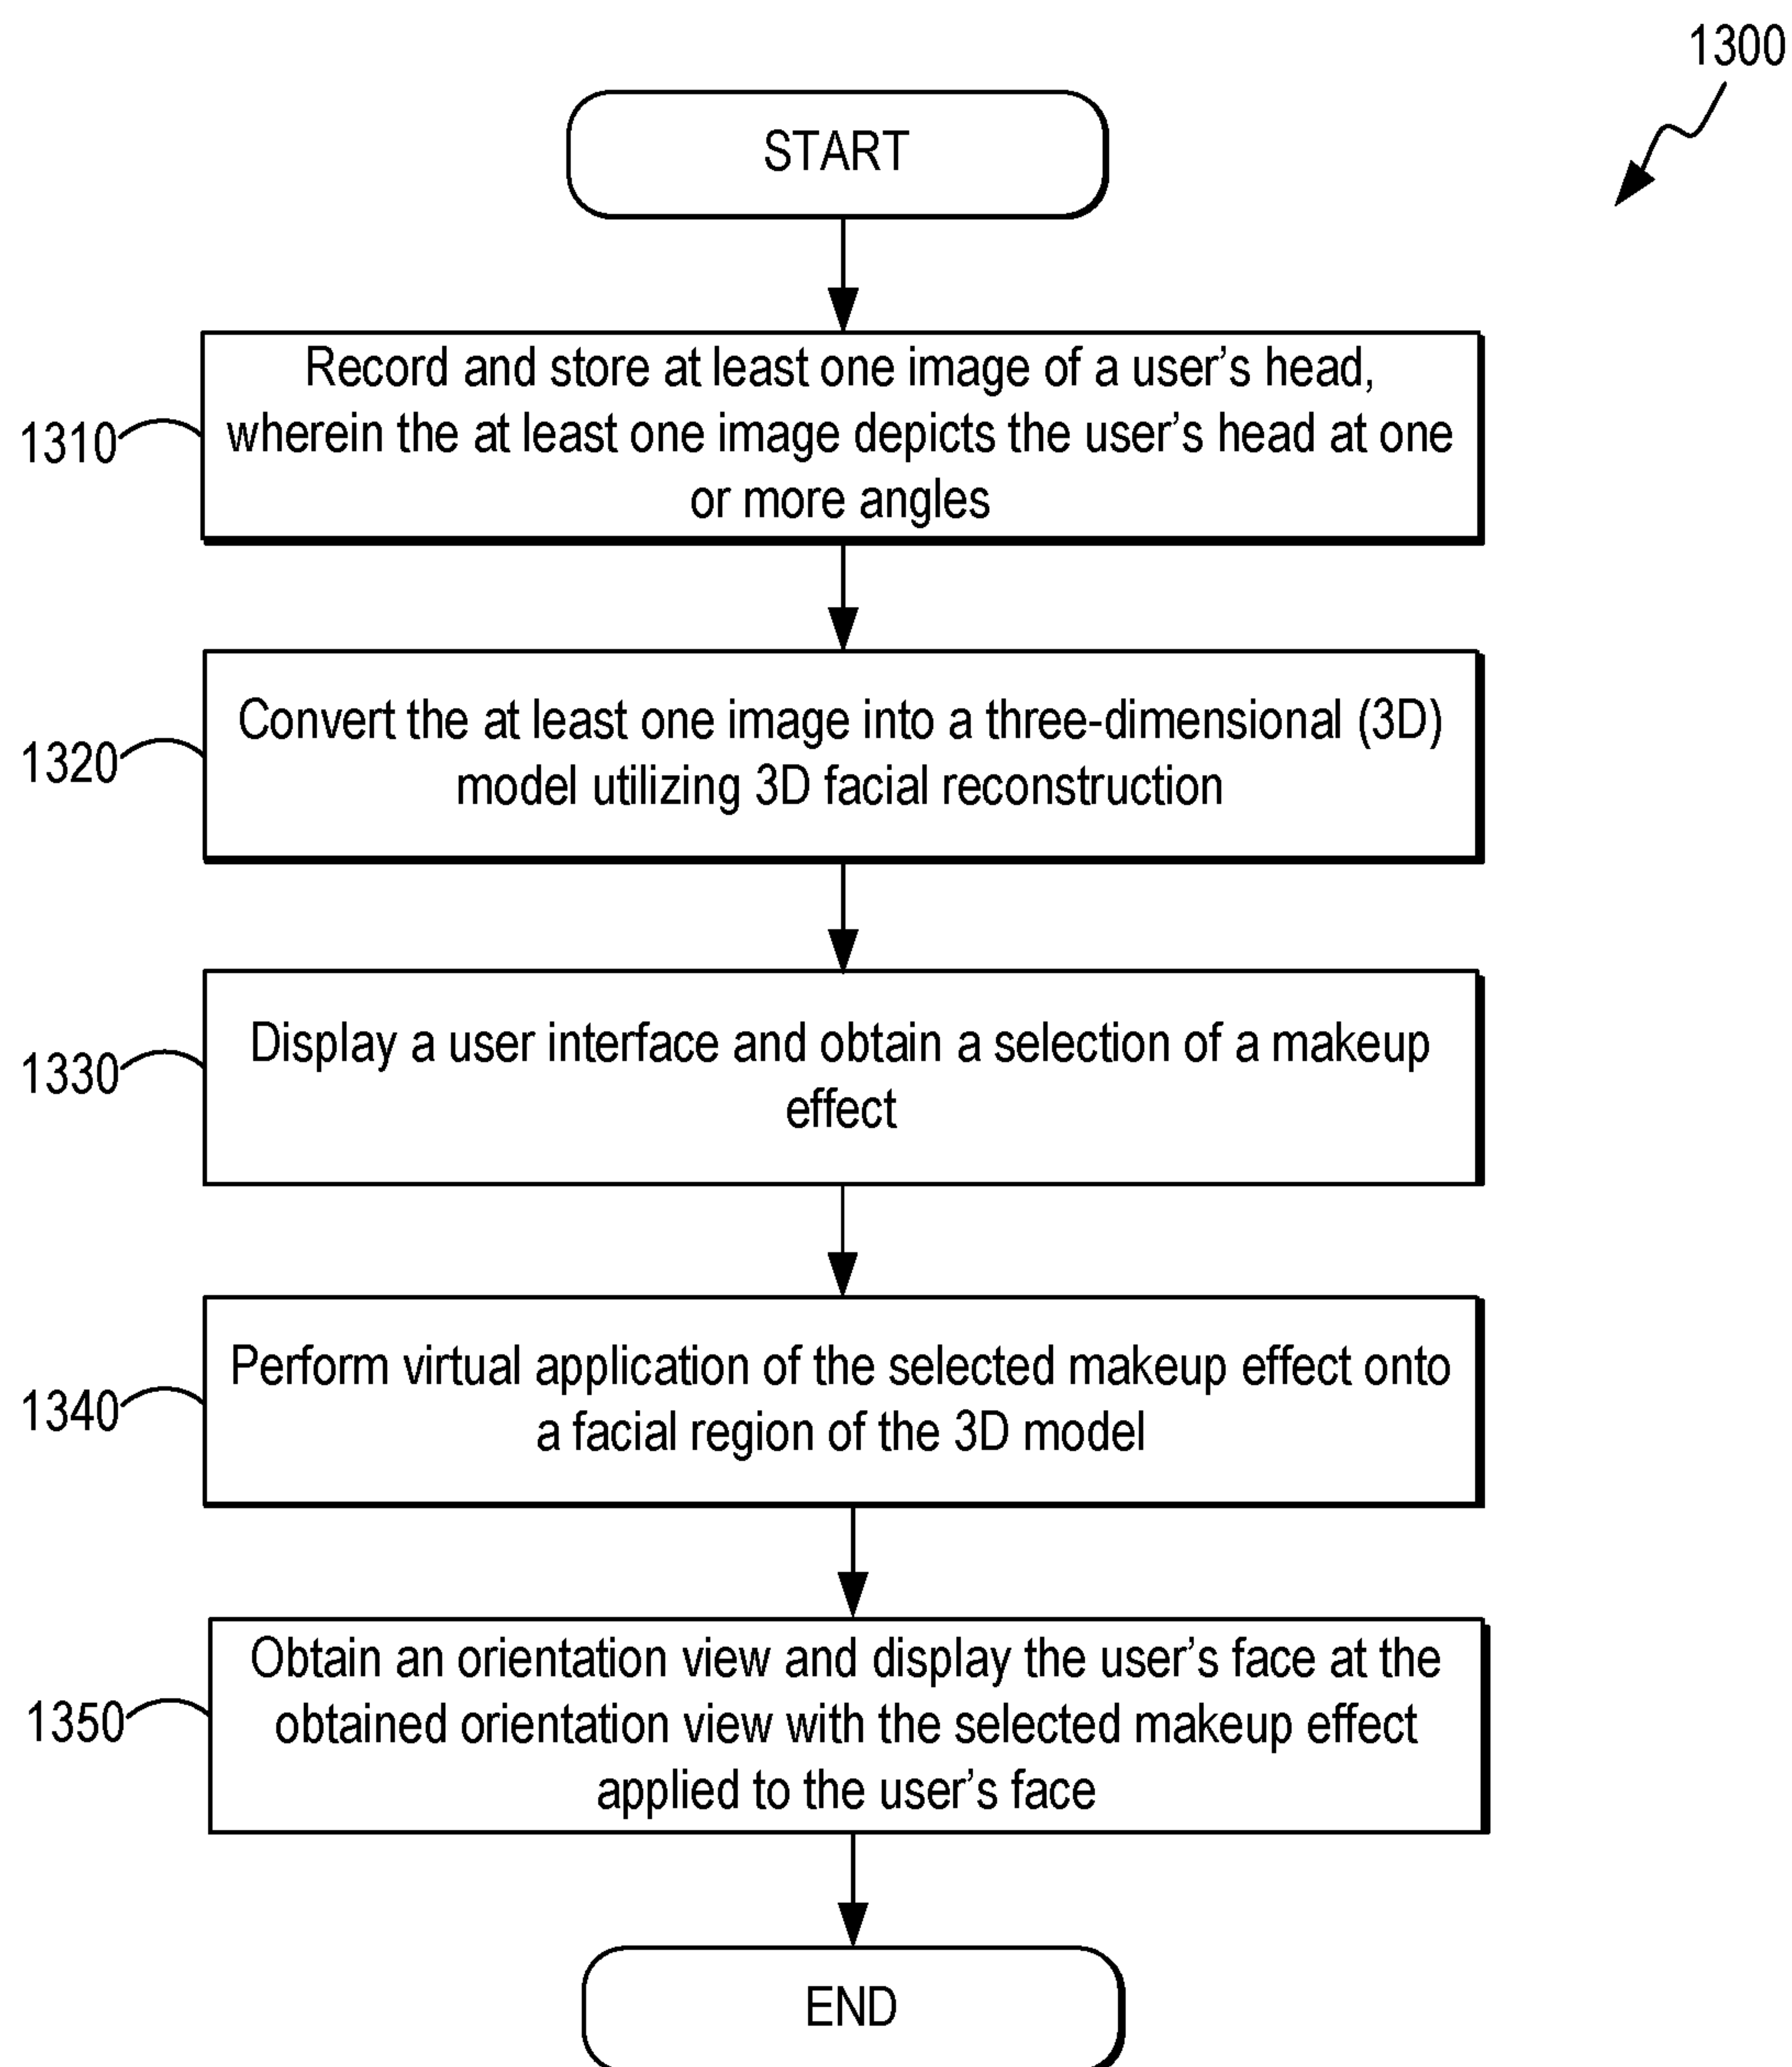 1300
START
1310
Record and store at least one image of a user's head,
wherein the at least one image depicts the user's head at one
or more angles
1320
Convert the at least one image into a three-dimensional (3D)
model utilizing 3D facial reconstruction
1330
Display a user interface and obtain a selection of a makeup
effect
1340
Perform virtual application of the selected makeup effect onto
a facial region of the 3D model
1350
Obtain an orientation view and display the user's face at the
obtained orientation view with the selected makeup effect
applied to the user's face
END